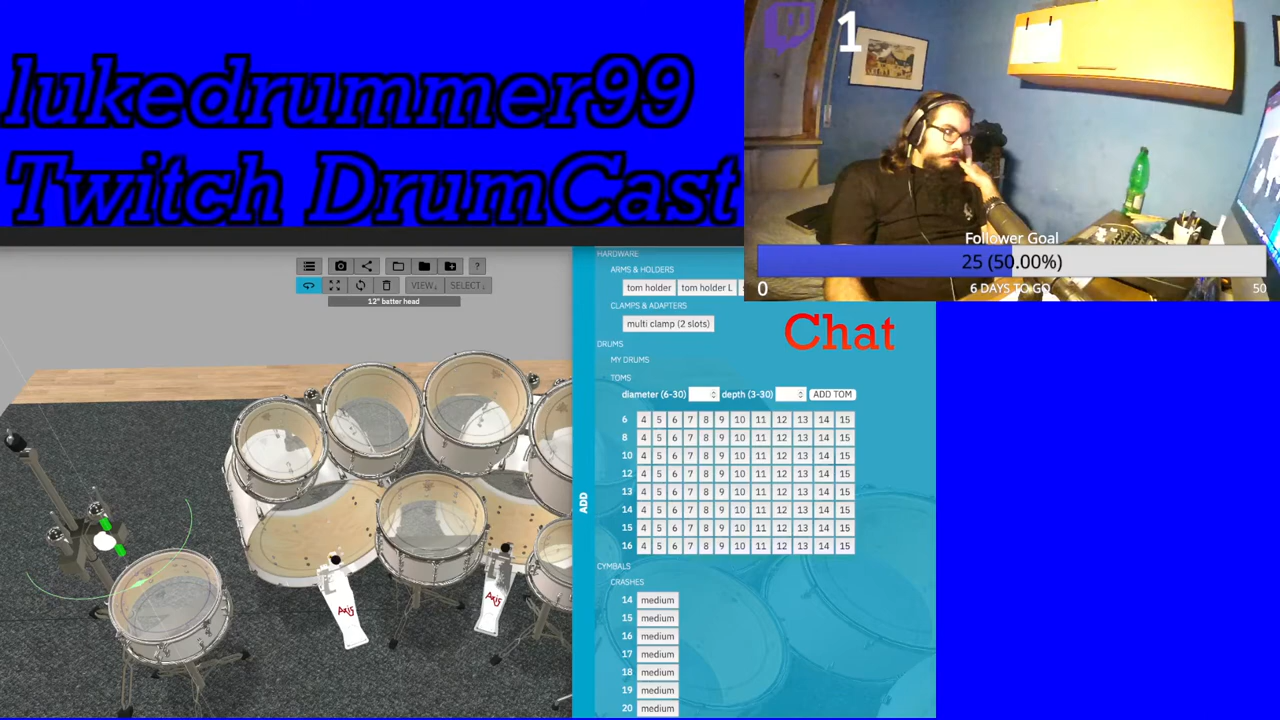 lukedrummer99
Twitch DrumCast
1
Follower Goal
25 (50.00%)
0
6 DAYS TO GO
50
Chat
?
VIEW↓
SELECT↓
12" batter head
ADD
HARDWARE
ARMS & HOLDERS
tom holder
tom holder L
CLAMPS & ADAPTERS
multi clamp (2 slots)
DRUMS
MY DRUMS
TOMS
diameter (6-30)
depth (3-30)
ADD TOM
6 4 5 6 7 8 9 10 11 12 13 14 15
8 4 5 6 7 8 9 10 11 12 13 14 15
10 4 5 6 7 8 9 10 11 12 13 14 15
12 4 5 6 7 8 9 10 11 12 13 14 15
13 4 5 6 7 8 9 10 11 12 13 14 15
14 4 5 6 7 8 9 10 11 12 13 14 15
15 4 5 6 7 8 9 10 11 12 13 14 15
16 4 5 6 7 8 9 10 11 12 13 14 15
CYMBALS
CRASHES
14 medium
15 medium
16 medium
17 medium
18 medium
19 medium
20 medium
Axis
Axis